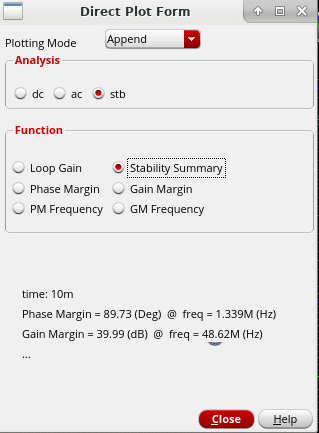 Direct Plot Form
Plotting Mode Append
Analysis
dc ac stb
Function
Loop Gain Stability Summary
Phase Margin Gain Margin
PM Frequency GM Frequency
time: 10m
Phase Margin = 89.73 (Deg) @ freq = 1.339M (Hz)
Gain Margin = 39.99 (dB) @ freq = 48.62M (Hz)
...
Close Help